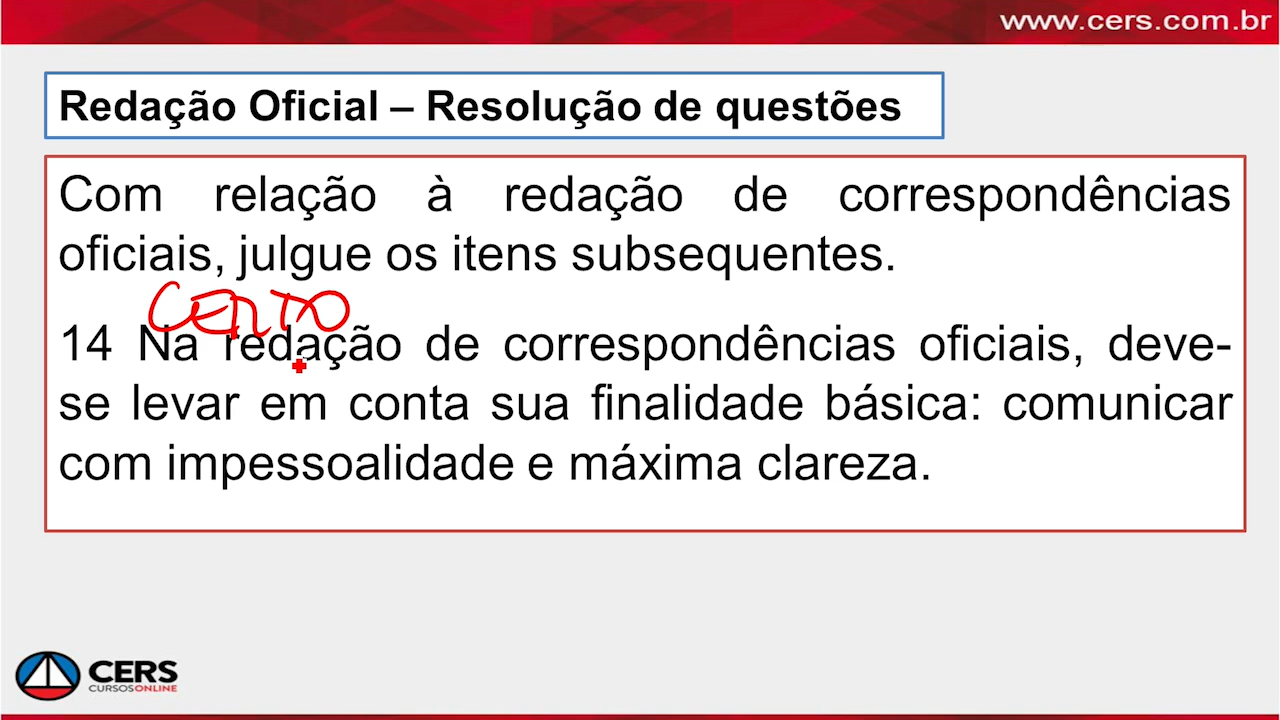 www.cers.com.br
Redação Oficial – Resolução de questões
Com relação à redação de correspondências
oficiais, julgue os itens subsequentes.
CERTO
14 Na redação de correspondências oficiais, deve-
se levar em conta sua finalidade básica: comunicar
com impessoalidade e máxima clareza.
CERS
CURSOSONLINE